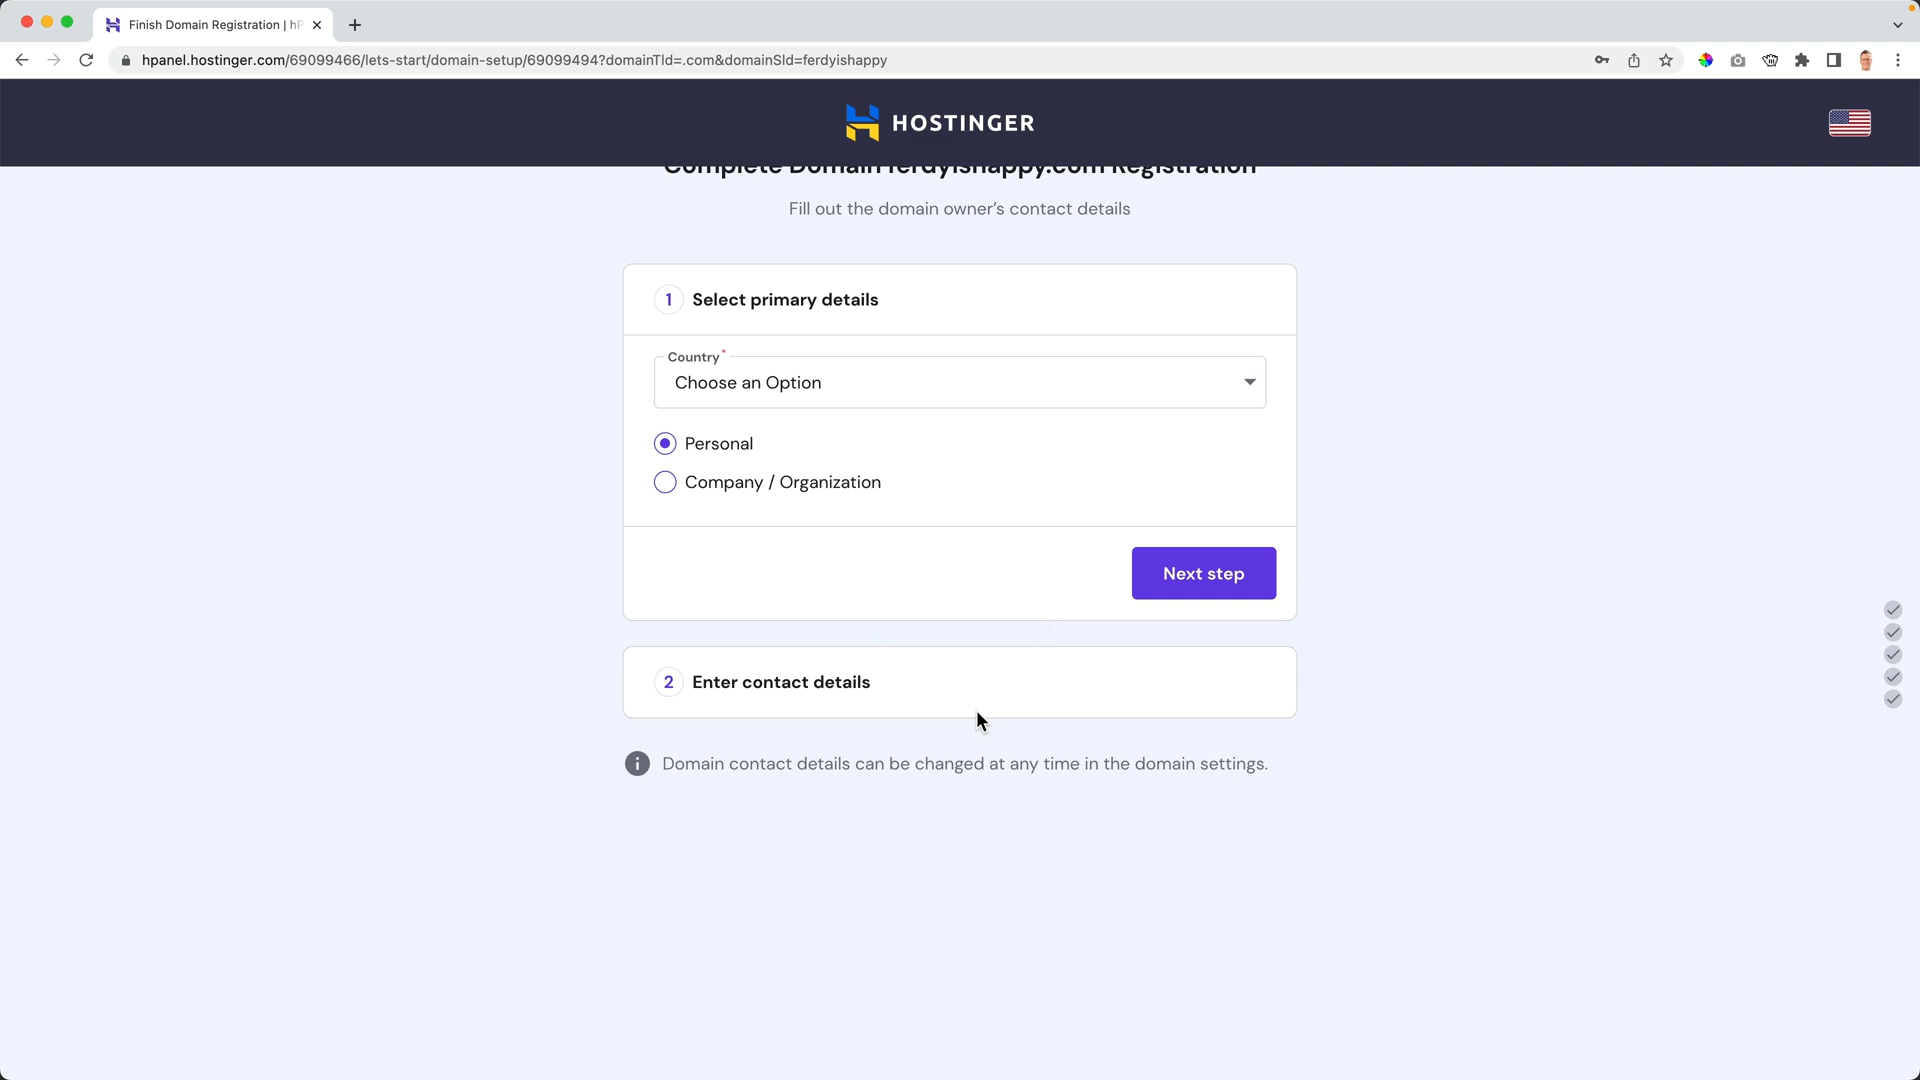 Finish Domain Registration | hP
hpanel.hostinger.com/69099466/lets-start/domain-setup/69099494?domainTld=.com&domainSld=ferdyishappy
HOSTINGER
Complete Domain ferdyishappy.com Registration
Fill out the domain owner’s contact details
1 Select primary details
Country *
Choose an Option
Personal
Company / Organization
Next step
2 Enter contact details
Domain contact details can be changed at any time in the domain settings.